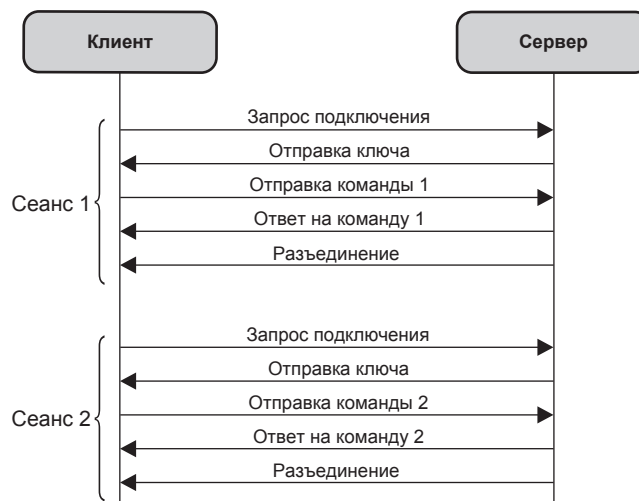 Клиент
Сервер
Запрос подключения
Отправка ключа
Отправка команды 1
Сеанс 1
Ответ на команду 1
Разъединение
Запрос подключения
Отправка ключа
Отправка команды 2
Сеанс 2
Ответ на команду 2
Разъединение